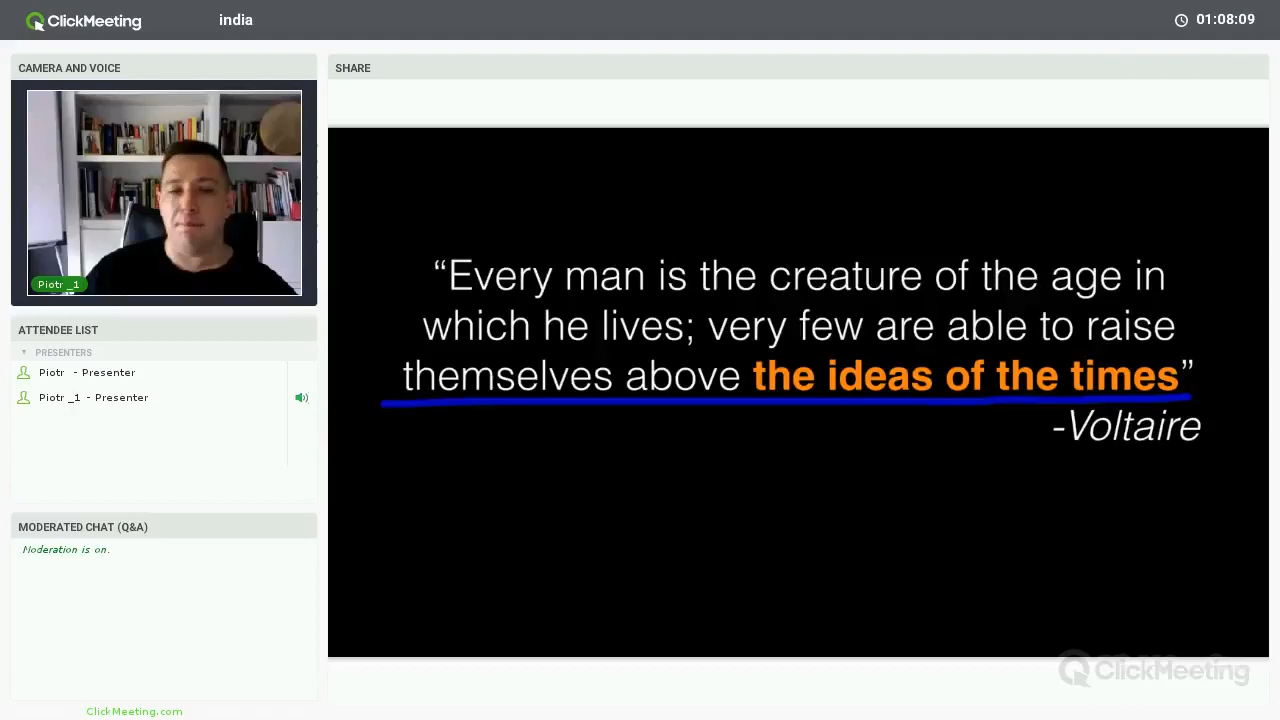 ClickMeeting
india
01:08:09
CAMERA AND VOICE
Piotr _1
ATTENDEE LIST
PRESENTERS
Piotr - Presenter
Piotr _1 - Presenter
MODERATED CHAT (Q&A)
Moderation is on.
ClickMeeting.com
SHARE
“Every man is the creature of the age in
which he lives; very few are able to raise
themselves above the ideas of the times”
-Voltaire
ClickMeeting